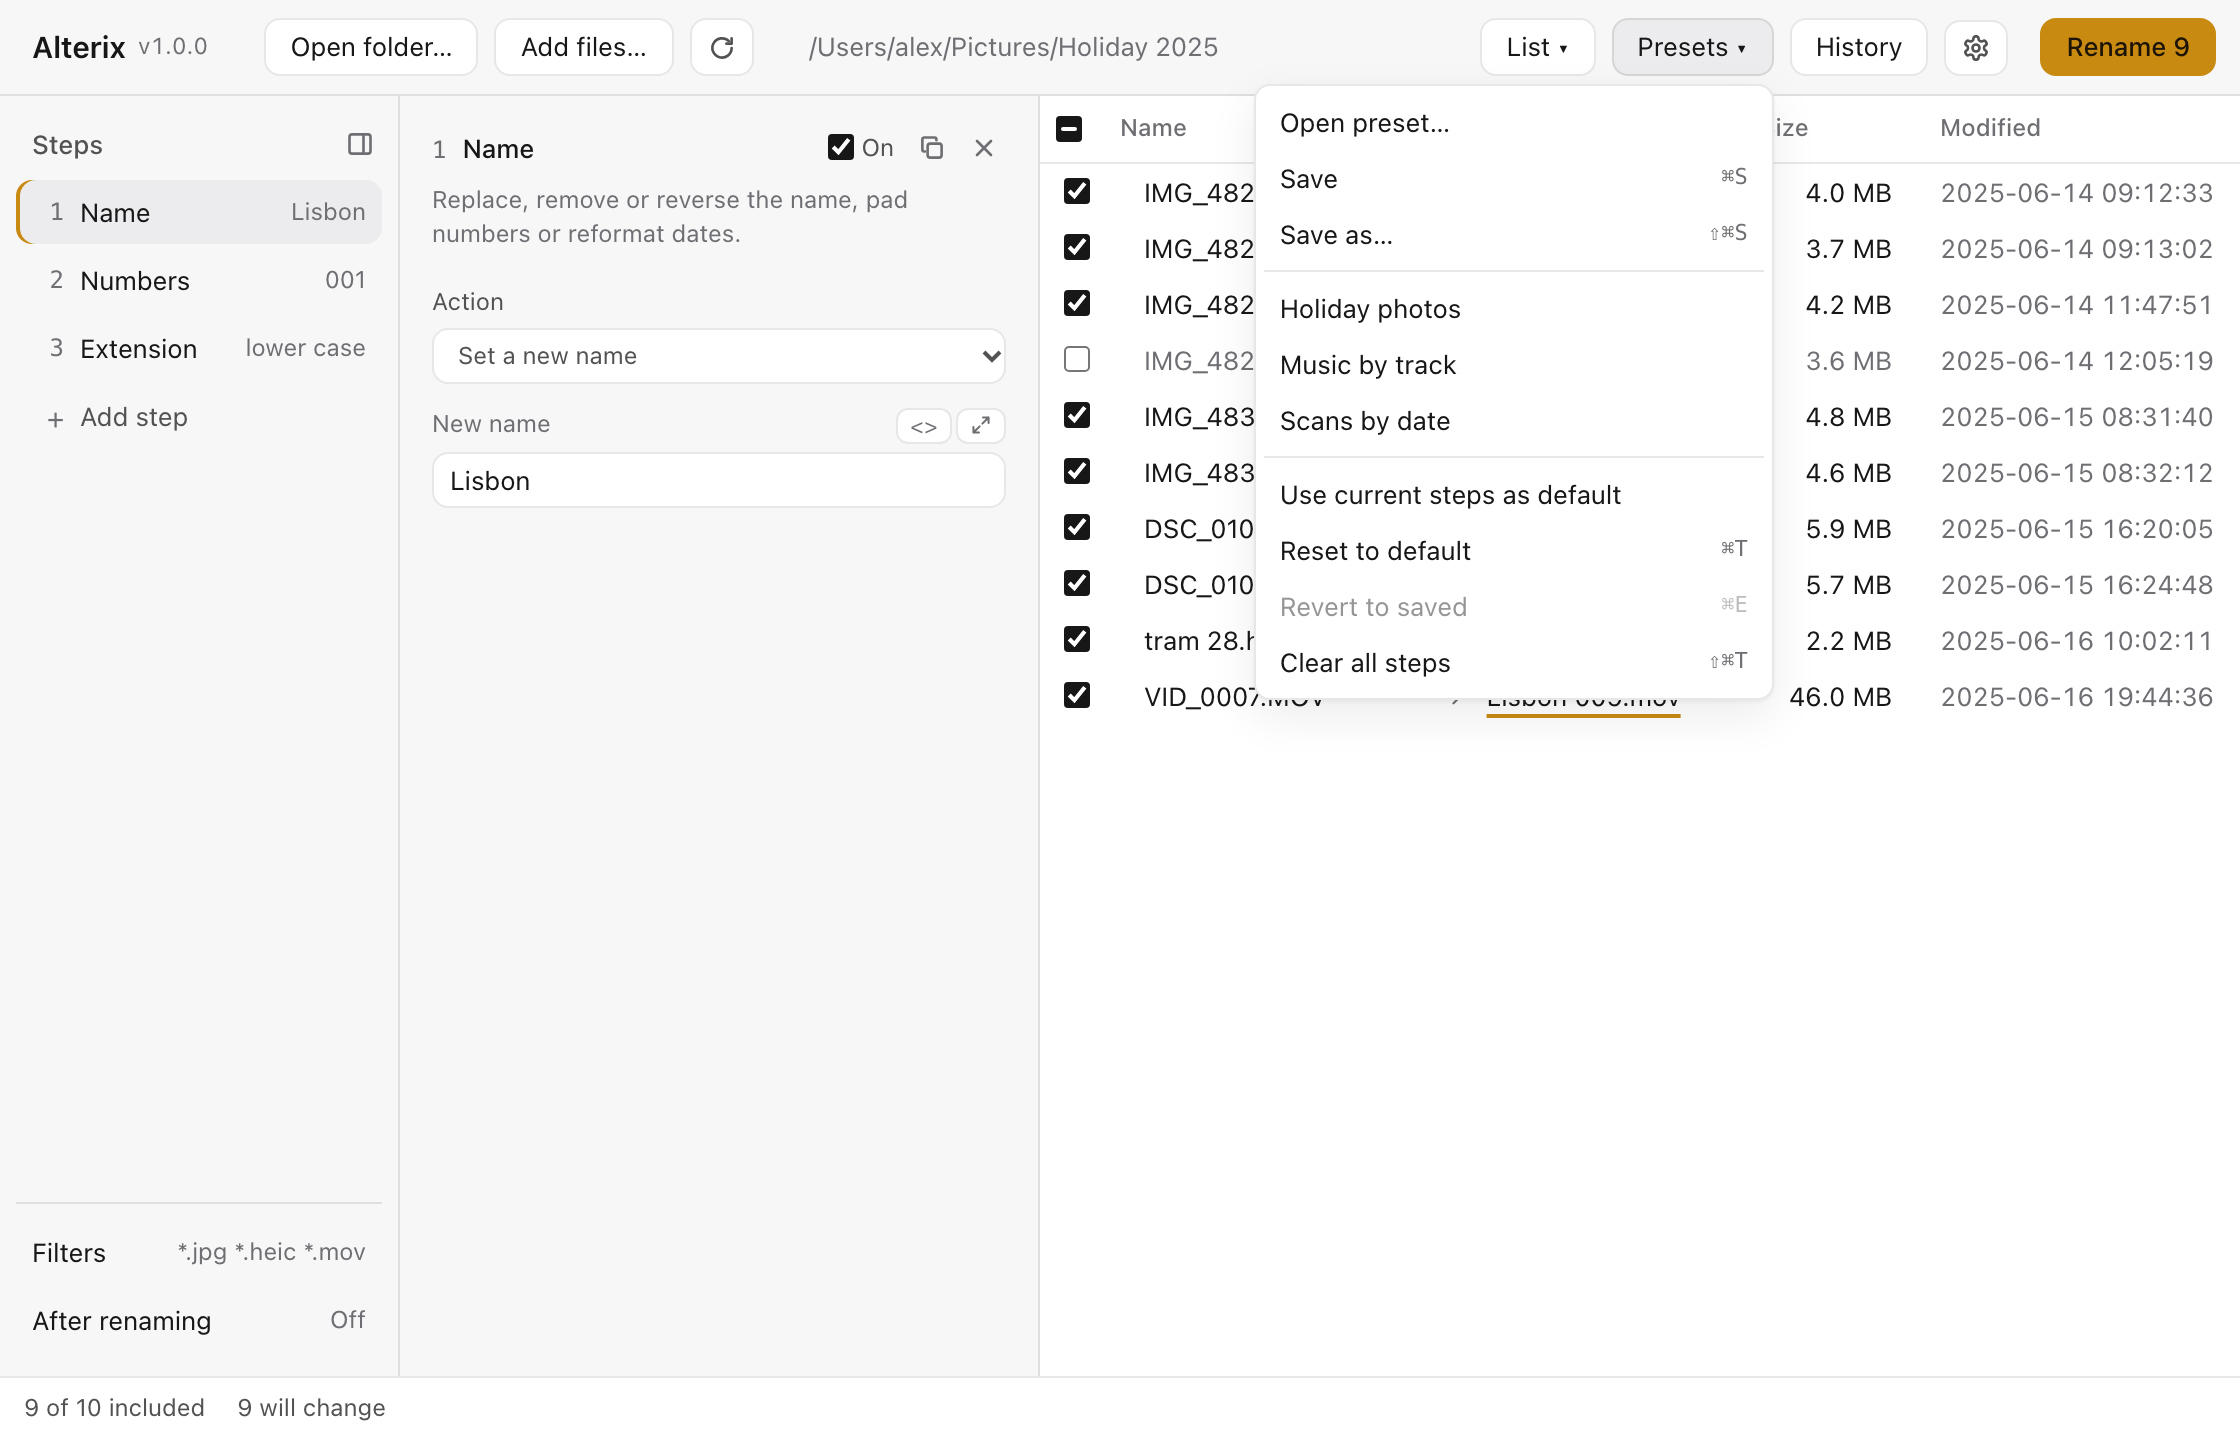 Alterix v1.0.0 Open folder... Add files... /Users/alex/Pictures/Holiday 2025 List ▾ Presets ▾ History Rename 9
Steps
1 Name Lisbon
2 Numbers 001
3 Extension lower case
+ Add step
Filters *.jpg *.heic *.mov
After renaming Off
1 Name On
Replace, remove or reverse the name, pad
numbers or reformat dates.
Action
Set a new name
New name <>
Lisbon
Name ize Modified
IMG_482 4.0 MB 2025-06-14 09:12:33
IMG_482 3.7 MB 2025-06-14 09:13:02
IMG_482 4.2 MB 2025-06-14 11:47:51
IMG_482 3.6 MB 2025-06-14 12:05:19
IMG_483 4.8 MB 2025-06-15 08:31:40
IMG_483 4.6 MB 2025-06-15 08:32:12
DSC_010 5.9 MB 2025-06-15 16:20:05
DSC_010 5.7 MB 2025-06-15 16:24:48
tram 28.h 2.2 MB 2025-06-16 10:02:11
VID_0007.MOV › Lisbon 009.mov 46.0 MB 2025-06-16 19:44:36
Open preset...
Save ⌘S
Save as... ⇧⌘S
Holiday photos
Music by track
Scans by date
Use current steps as default
Reset to default ⌘T
Revert to saved ⌘E
Clear all steps ⇧⌘T
9 of 10 included 9 will change